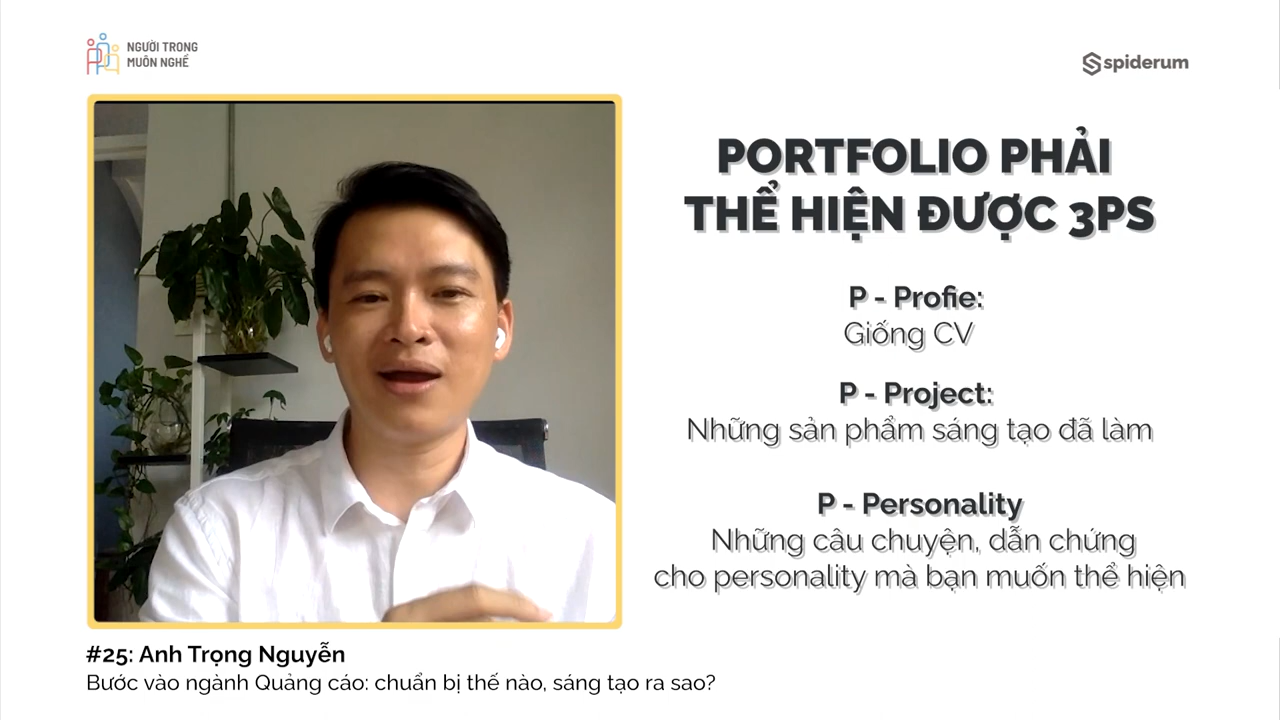 NGƯỜI TRONG
MUÔN NGHỀ
spiderum
PORTFOLIO PHẢI
THỂ HIỆN ĐƯỢC 3PS
P - Profie:
Giống CV
P - Project:
Những sản phẩm sáng tạo đã làm
P - Personality
Những câu chuyện, dẫn chứng
cho personality mà bạn muốn thể hiện
#25: Anh Trọng Nguyễn
Bước vào ngành Quảng cáo: chuẩn bị thế nào, sáng tạo ra sao?